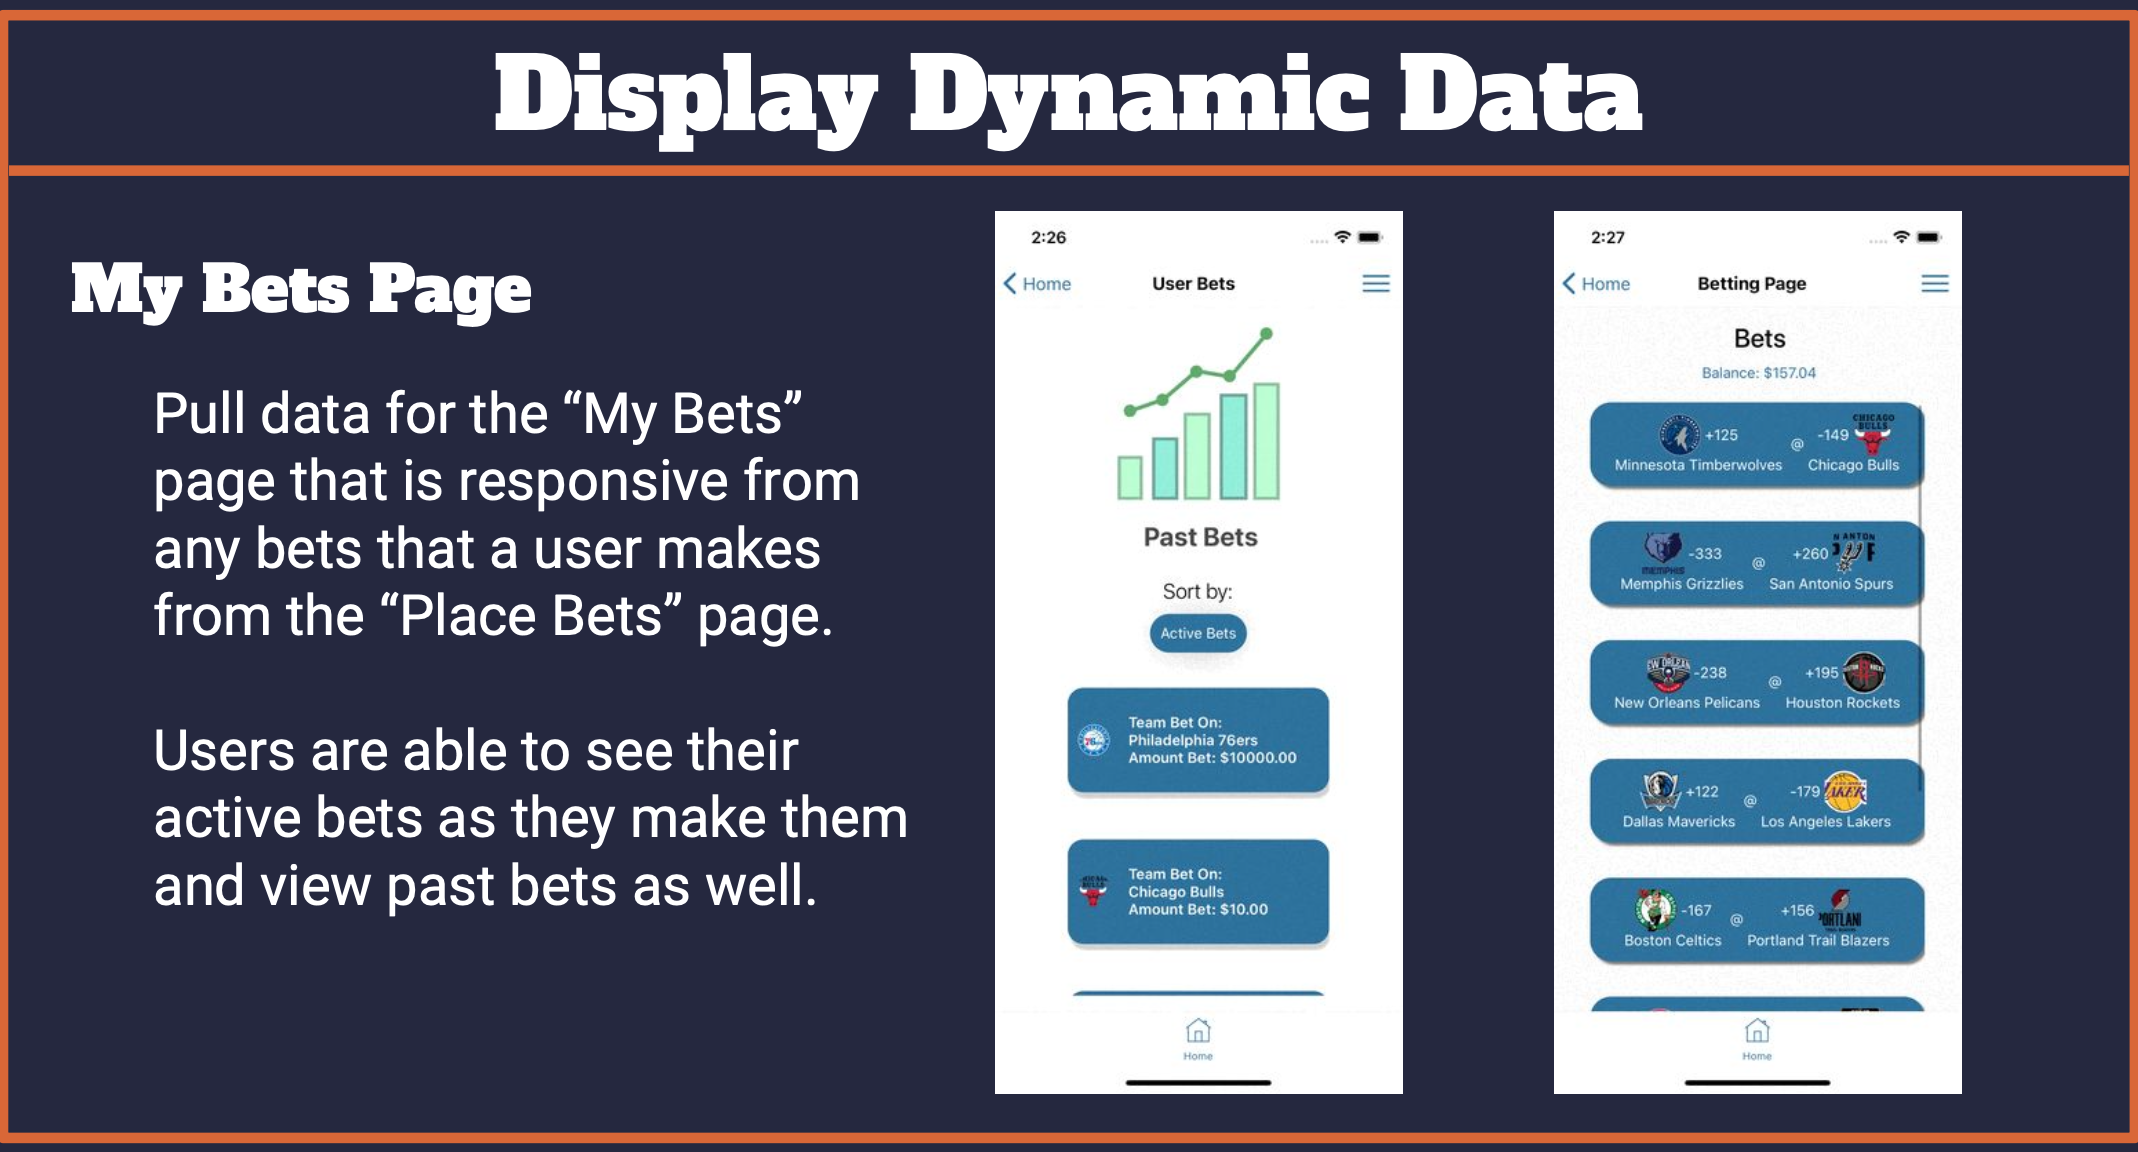 Display Dynamic Data
My Bets Page
Pull data for the “My Bets”
page that is responsive from
any bets that a user makes
from the “Place Bets” page.
Users are able to see their
active bets as they make them
and view past bets as well.
2:26
Home
User Bets
Past Bets
Sort by:
Active Bets
Team Bet On:
Philadelphia 76ers
Amount Bet: $10000.00
Team Bet On:
Chicago Bulls
Amount Bet: $10.00
Home
2:27
Home
Betting Page
Bets
Balance: $157.04
+125 @ -149
CHICAGO
BULLS
Minnesota Timberwolves Chicago Bulls
-333 @ +260
MEMPHIS
Memphis Grizzlies San Antonio Spurs
-238 @ +195
New Orleans Pelicans Houston Rockets
+122 @ -179
Dallas Mavericks Los Angeles Lakers
-167 @ +156
Boston Celtics Portland Trail Blazers
Home